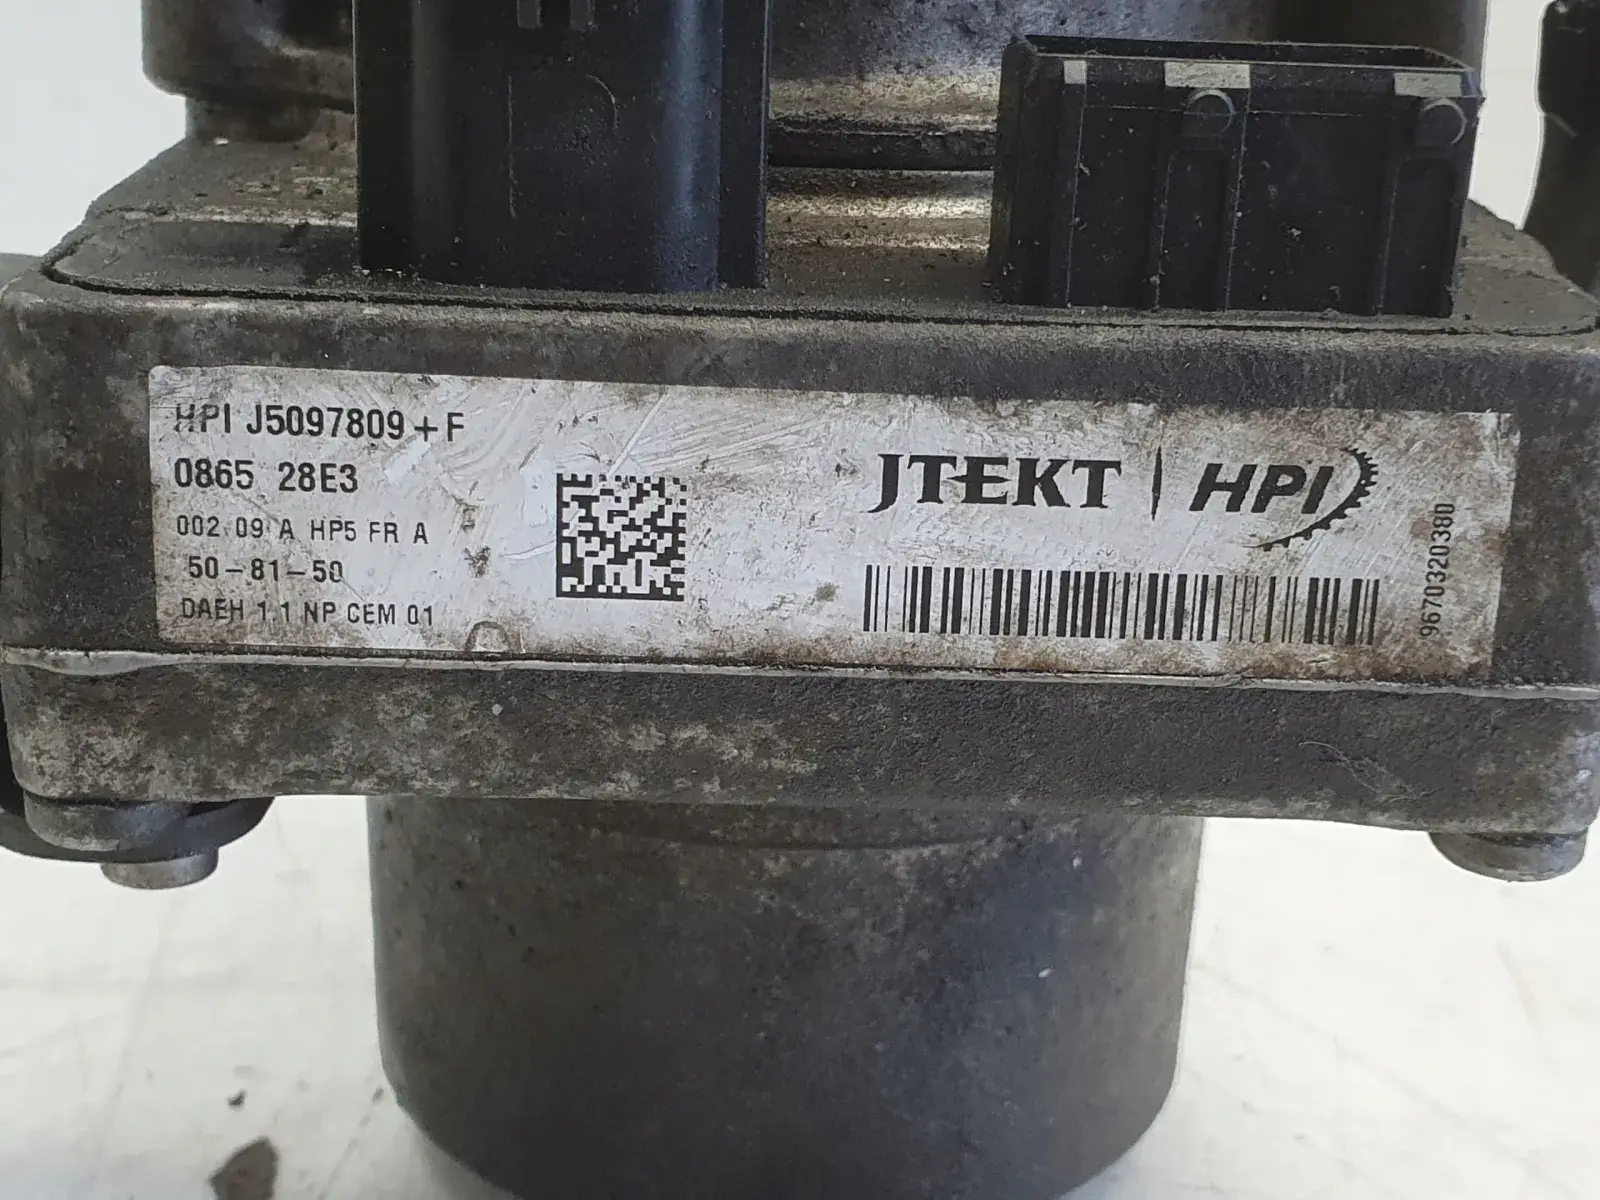 HPI J5097809+F
0865 28E3
002 09 A HP5 FR A
50-81-50
DAEH 1.1 NP CEM 01
JTEKT | HPI
9670320380